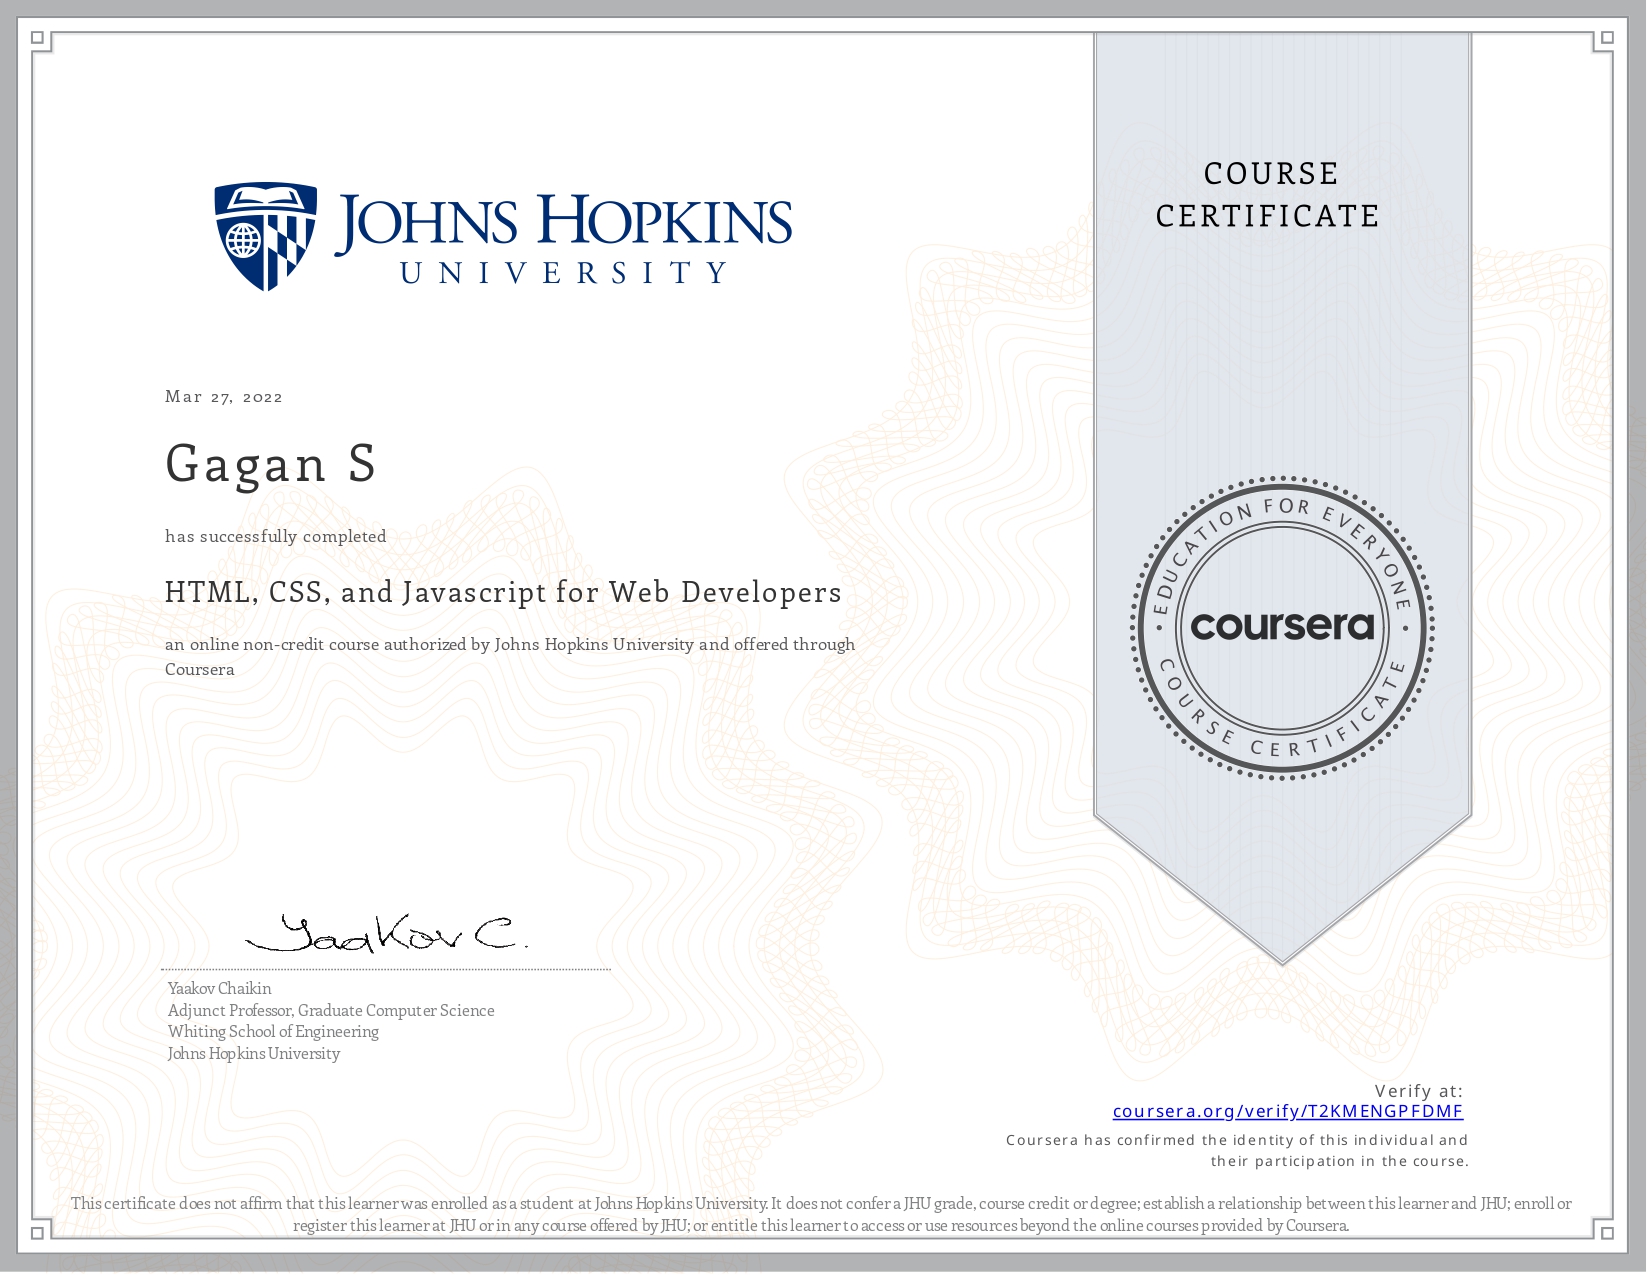 JOHNS HOPKINS
UNIVERSITY
COURSE
CERTIFICATE
Mar 27, 2022
Gagan S
has successfully completed
HTML, CSS, and Javascript for Web Developers
an online non-credit course authorized by Johns Hopkins University and offered through
Coursera
EDUCATION FOR EVERYONE
coursera
COURSE CERTIFICATE
Yaakov C.
Yaakov Chaikin
Adjunct Professor, Graduate Computer Science
Whiting School of Engineering
Johns Hopkins University
Verify at:
coursera.org/verify/T2KMENGPFDMF
Coursera has confirmed the identity of this individual and
their participation in the course.
This certificate does not affirm that this learner was enrolled as a student at Johns Hopkins University. It does not confer a JHU grade, course credit or degree; establish a relationship between this learner and JHU; enroll or
register this learner at JHU or in any course offered by JHU; or entitle this learner to access or use resources beyond the online courses provided by Coursera.